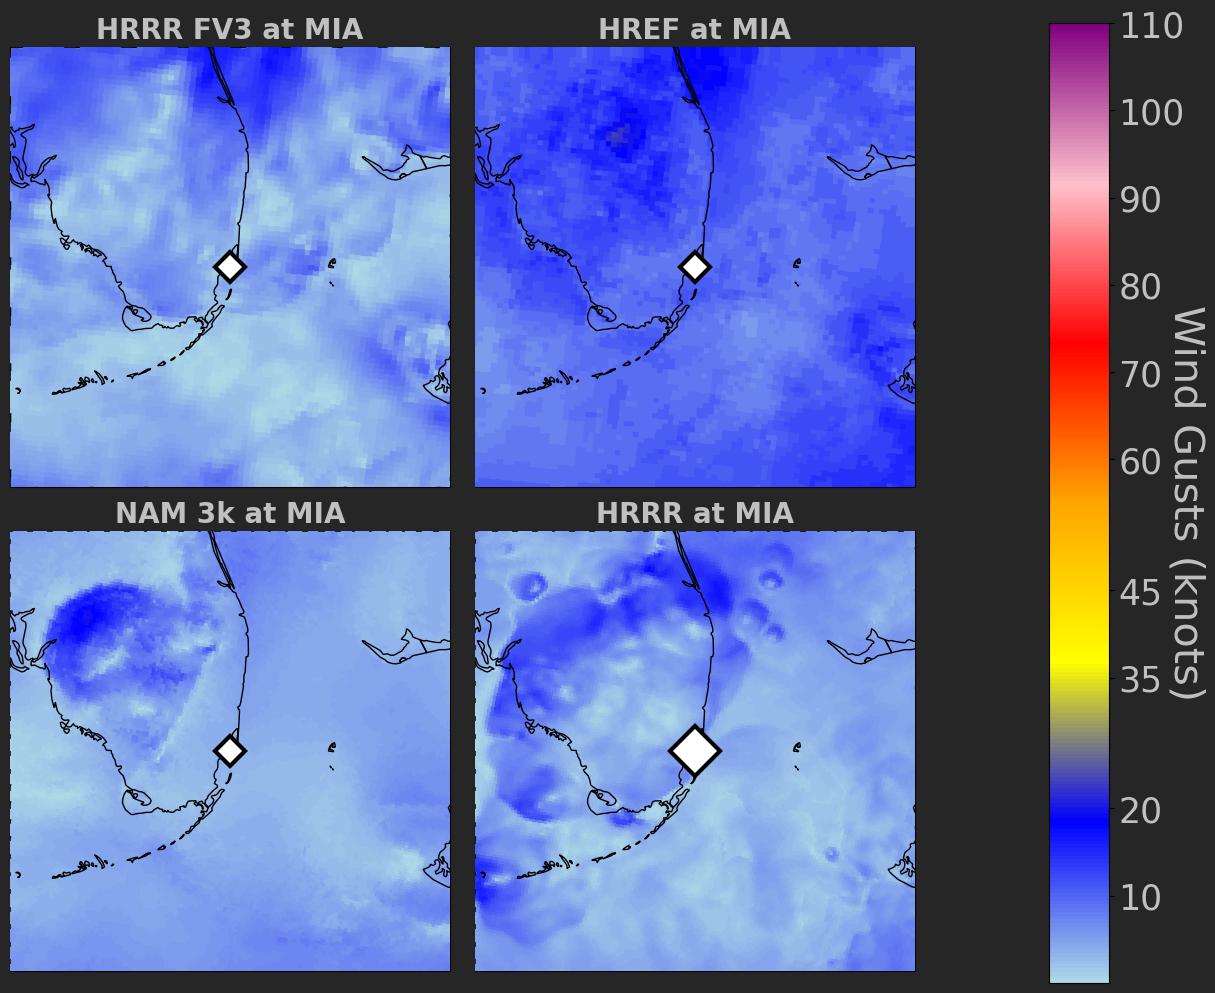 HRRR FV3 at MIA
HREF at MIA
NAM 3k at MIA
HRRR at MIA
110
100
90
80
70
60
45
35
20
10
Wind Gusts (knots)